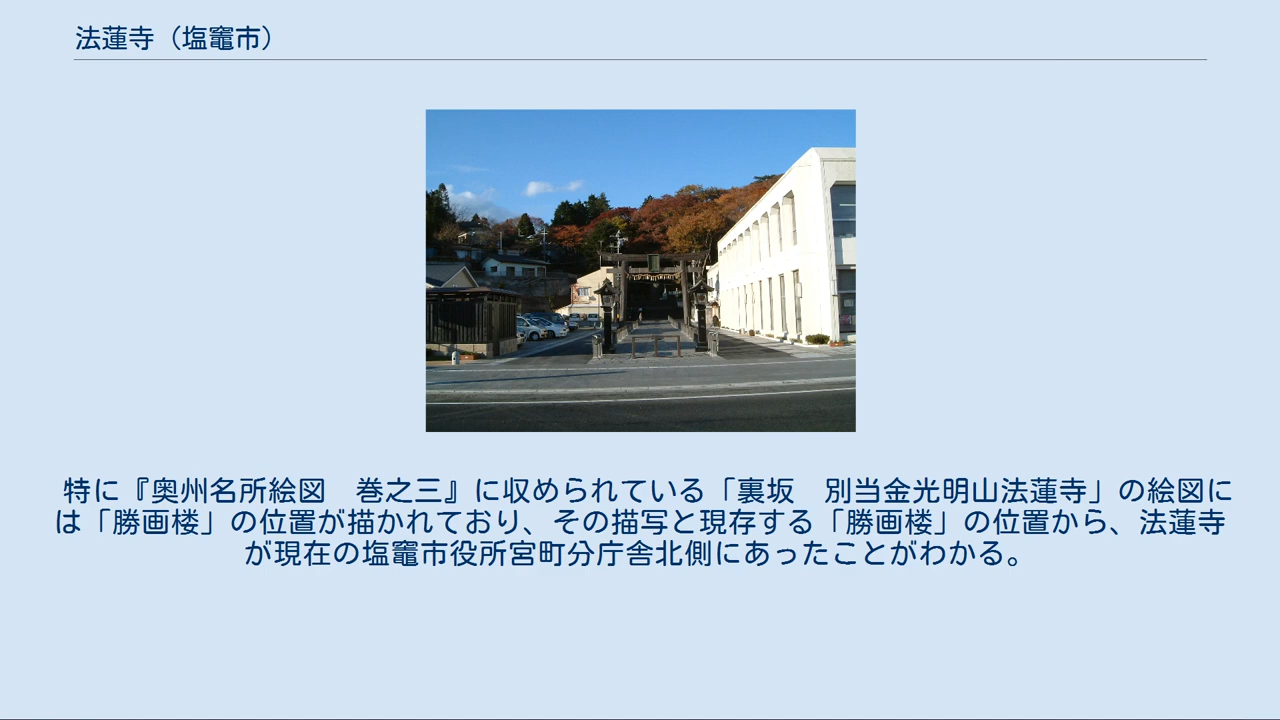 法蓮寺（塩竈市）
特に『奥州名所絵図　巻之三』に収められている「裏坂　別当金光明山法蓮寺」の絵図に
は「勝画楼」の位置が描かれており、その描写と現存する「勝画楼」の位置から、法蓮寺
が現在の塩竈市役所宮町分庁舎北側にあったことがわかる。